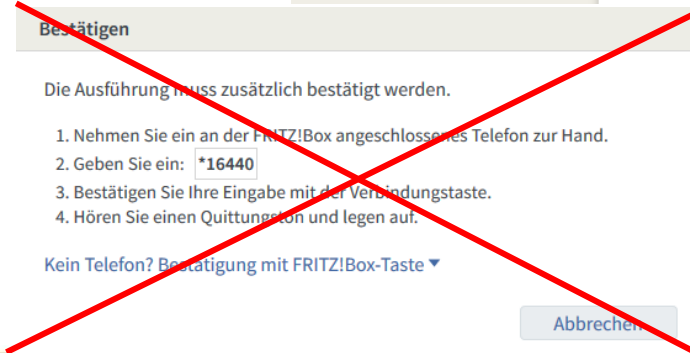 Bestätigen
Die Ausführung muss zusätzlich bestätigt werden.
1. Nehmen Sie ein an der FRITZ!Box angeschlossenes Telefon zur Hand.
2. Geben Sie ein: *16440
3. Bestätigen Sie Ihre Eingabe mit der Verbindungstaste.
4. Hören Sie einen Quittungston und legen auf.
Kein Telefon? Bestätigung mit FRITZ!Box-Taste
Abbrechen